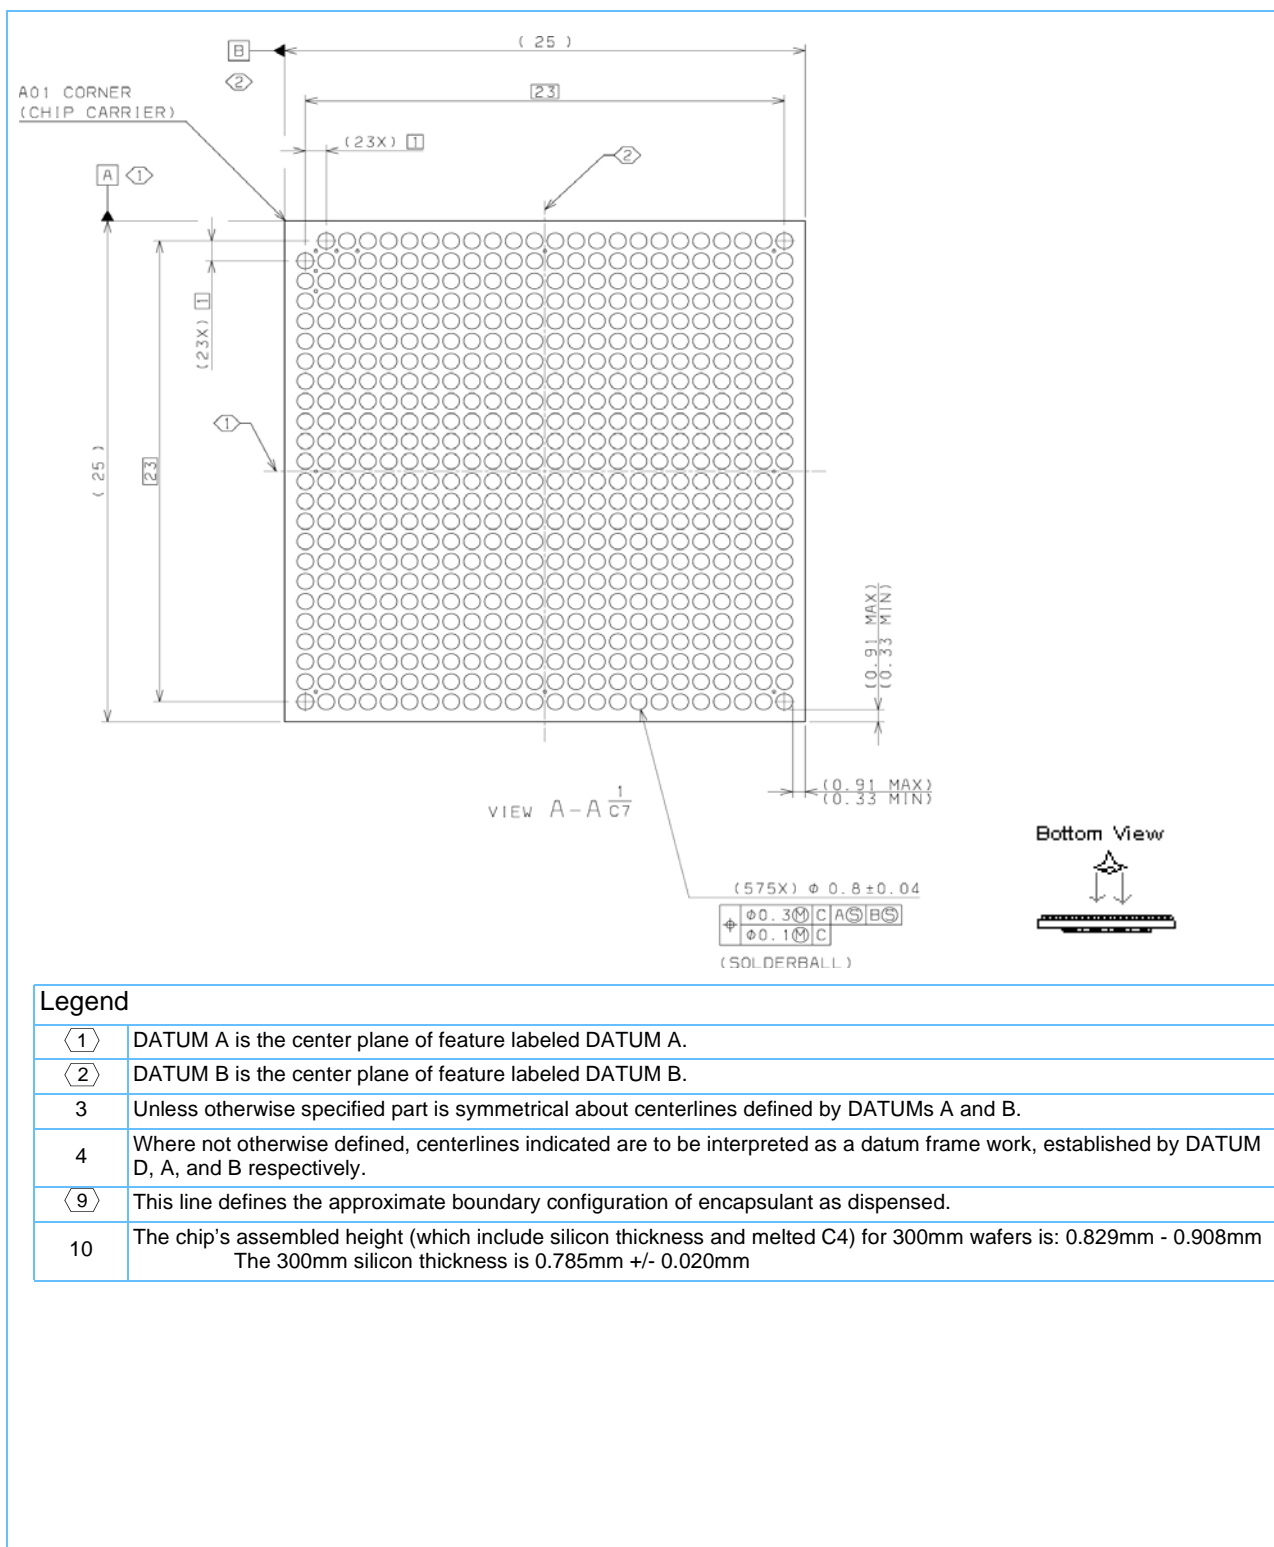 ( 25 )
B
2
23
A01 CORNER
(CHIP CARRIER)
(23X) 1
2
A 1
(23X) 1
1
( 25 )
23
(0.91 MAX)
(0.33 MIN)
(0.91 MAX)
(0.33 MIN)
VIEW A-A 1
C7
Bottom View
(575X) ϕ 0.8±0.04
ϕ0.3Ⓜ C AⓈ BⓈ
ϕ0.1Ⓜ C
(SOLDERBALL)
Legend
1 DATUM A is the center plane of feature labeled DATUM A.
2 DATUM B is the center plane of feature labeled DATUM B.
3 Unless otherwise specified part is symmetrical about centerlines defined by DATUMs A and B.
4 Where not otherwise defined, centerlines indicated are to be interpreted as a datum frame work, established by DATUM
D, A, and B respectively.
9 This line defines the approximate boundary configuration of encapsulant as dispensed.
10 The chip’s assembled height (which include silicon thickness and melted C4) for 300mm wafers is: 0.829mm - 0.908mm
The 300mm silicon thickness is 0.785mm +/- 0.020mm